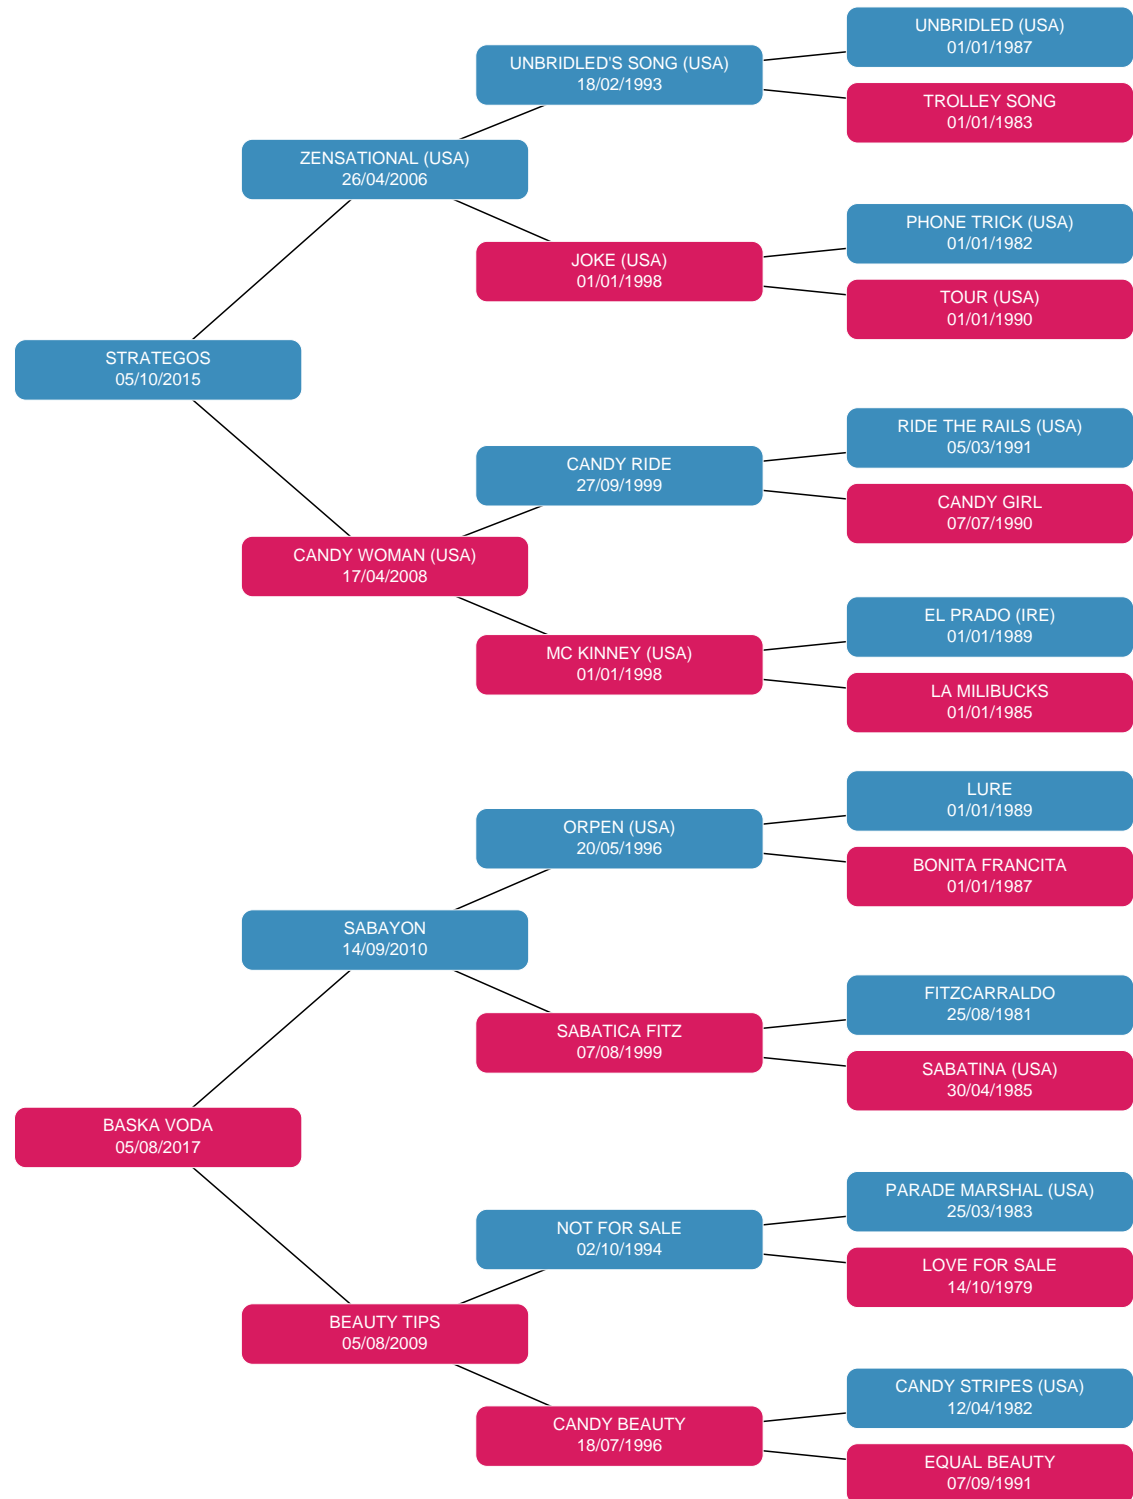 UNBRIDLED (USA)
01/01/1987
UNBRIDLED'S SONG (USA)
18/02/1993
TROLLEY SONG
01/01/1983
ZENSATIONAL (USA)
26/04/2006
PHONE TRICK (USA)
01/01/1982
JOKE (USA)
01/01/1998
TOUR (USA)
01/01/1990
STRATEGOS
05/10/2015
RIDE THE RAILS (USA)
05/03/1991
CANDY RIDE
27/09/1999
CANDY GIRL
07/07/1990
CANDY WOMAN (USA)
17/04/2008
EL PRADO (IRE)
01/01/1989
MC KINNEY (USA)
01/01/1998
LA MILIBUCKS
01/01/1985
LURE
01/01/1989
ORPEN (USA)
20/05/1996
BONITA FRANCITA
01/01/1987
SABAYON
14/09/2010
FITZCARRALDO
25/08/1981
SABATICA FITZ
07/08/1999
SABATINA (USA)
30/04/1985
BASKA VODA
05/08/2017
PARADE MARSHAL (USA)
25/03/1983
NOT FOR SALE
02/10/1994
LOVE FOR SALE
14/10/1979
BEAUTY TIPS
05/08/2009
CANDY STRIPES (USA)
12/04/1982
CANDY BEAUTY
18/07/1996
EQUAL BEAUTY
07/09/1991